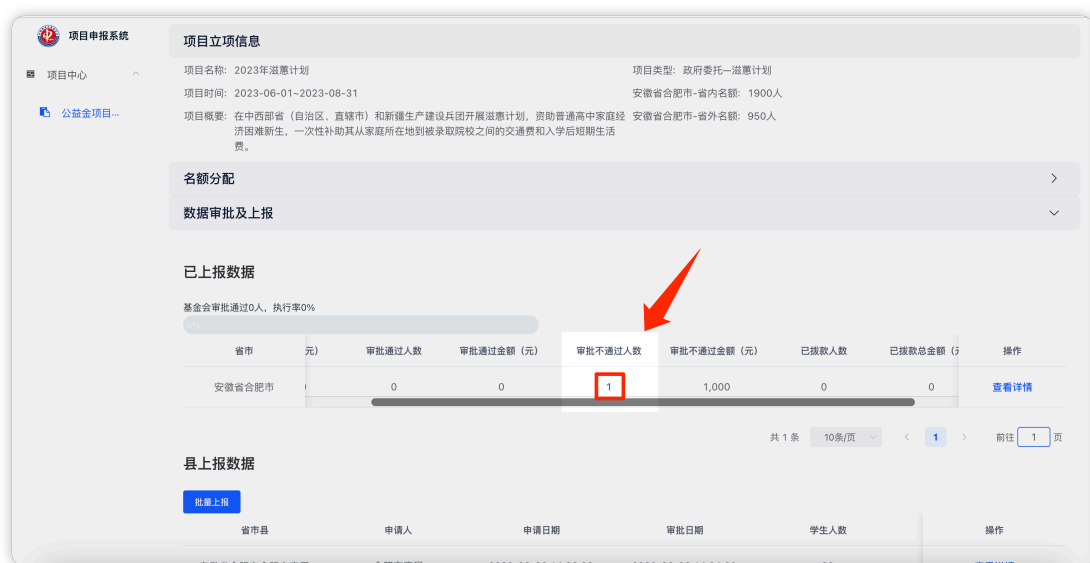 项目申报系统
项目中心
公益金项目...
项目立项信息
项目名称: 2023年滋蕙计划
项目类型: 政府委托—滋蕙计划
项目时间: 2023-06-01~2023-08-31
安徽省合肥市-省内名额: 1900人
项目概要: 在中西部省（自治区、直辖市）和新疆生产建设兵团开展滋蕙计划，资助普通高中家庭经
济困难新生，一次性补助其从家庭所在地到被录取院校之间的交通费和入学后短期生活
费。
安徽省合肥市-省外名额: 950人
名额分配
数据审批及上报
已上报数据
基金会审批通过0人，执行率0%
0%
省市 元） 审批通过人数 审批通过金额（元） 审批不通过人数 审批不通过金额（元） 已拨款人数 已拨款总金额（元 操作
安徽省合肥市 0 0 1 1,000 0 0 查看详情
共 1 条 10条/页 < 1 > 前往 1 页
县上报数据
批量上报
省市县 申请人 申请日期 审批日期 学生人数 操作